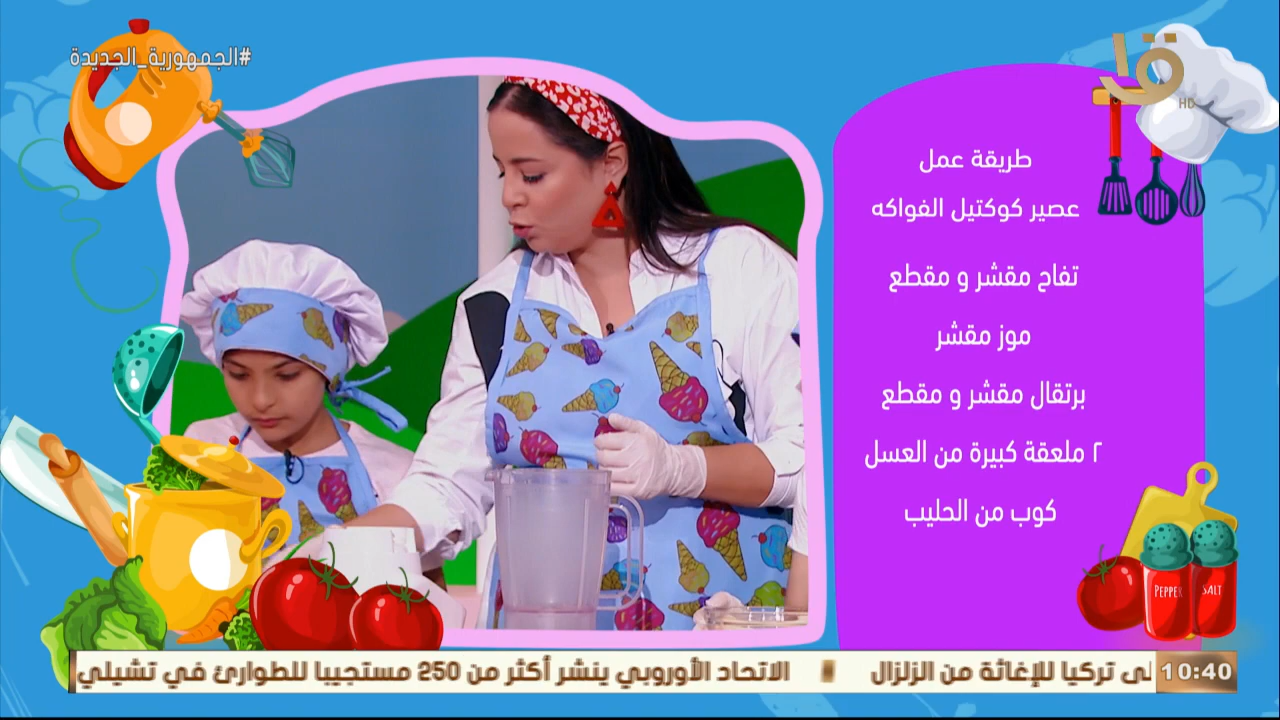 #الجمهورية_الجديدة
قا
HD
طريقة عمل
عصير كوكتيل الفواكه
تفاح مقشر و مقطع
موز مقشر
برتقال مقشر و مقطع
٢ ملعقة كبيرة من العسل
كوب من الحليب
PEPPER
SALT
10:40
لى تركيا للإغاثة من الزلزال
الاتحاد الأوروبي ينشر أكثر من 250 مستجيبا للطوارئ في تشيلي